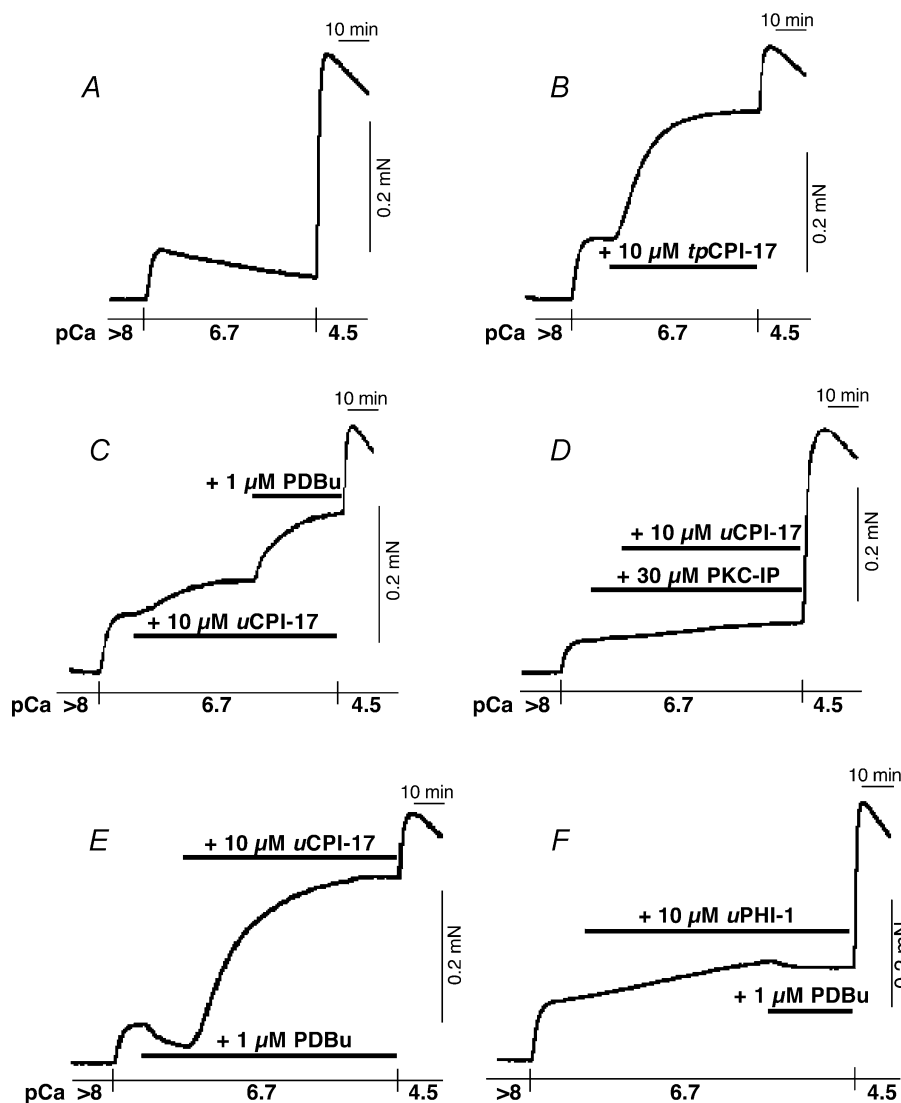 10 min
A
0.2 mN
pCa >8 6.7 4.5
10 min
B
0.2 mN
+ 10 µM tpCPI-17
pCa >8 6.7 4.5
10 min
C
+ 1 µM PDBu
0.2 mN
+ 10 µM uCPI-17
pCa >8 6.7 4.5
10 min
D
+ 10 µM uCPI-17
0.2 mN
+ 30 µM PKC-IP
pCa >8 6.7 4.5
10 min
E
+ 10 µM uCPI-17
0.2 mN
+ 1 µM PDBu
pCa >8 6.7 4.5
10 min
F
+ 10 µM uPHI-1
0.2 mN
+ 1 µM PDBu
>8 6.7 4.5